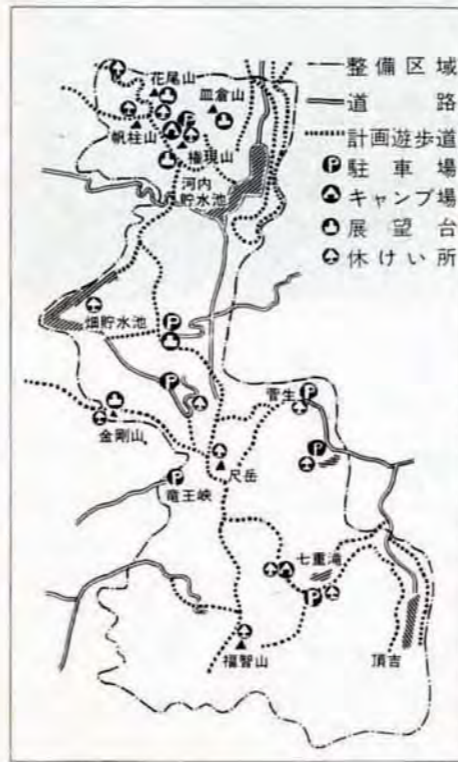 花尾山
皿倉山
帆柱山
権現山
河内
貯水池
畑貯水池
菅生
金剛山
尺岳
竜王峡
七重滝
福智山
頂吉
整備区域
道路
計画遊歩道
P 駐車場
キャンプ場
展望台
休けい所